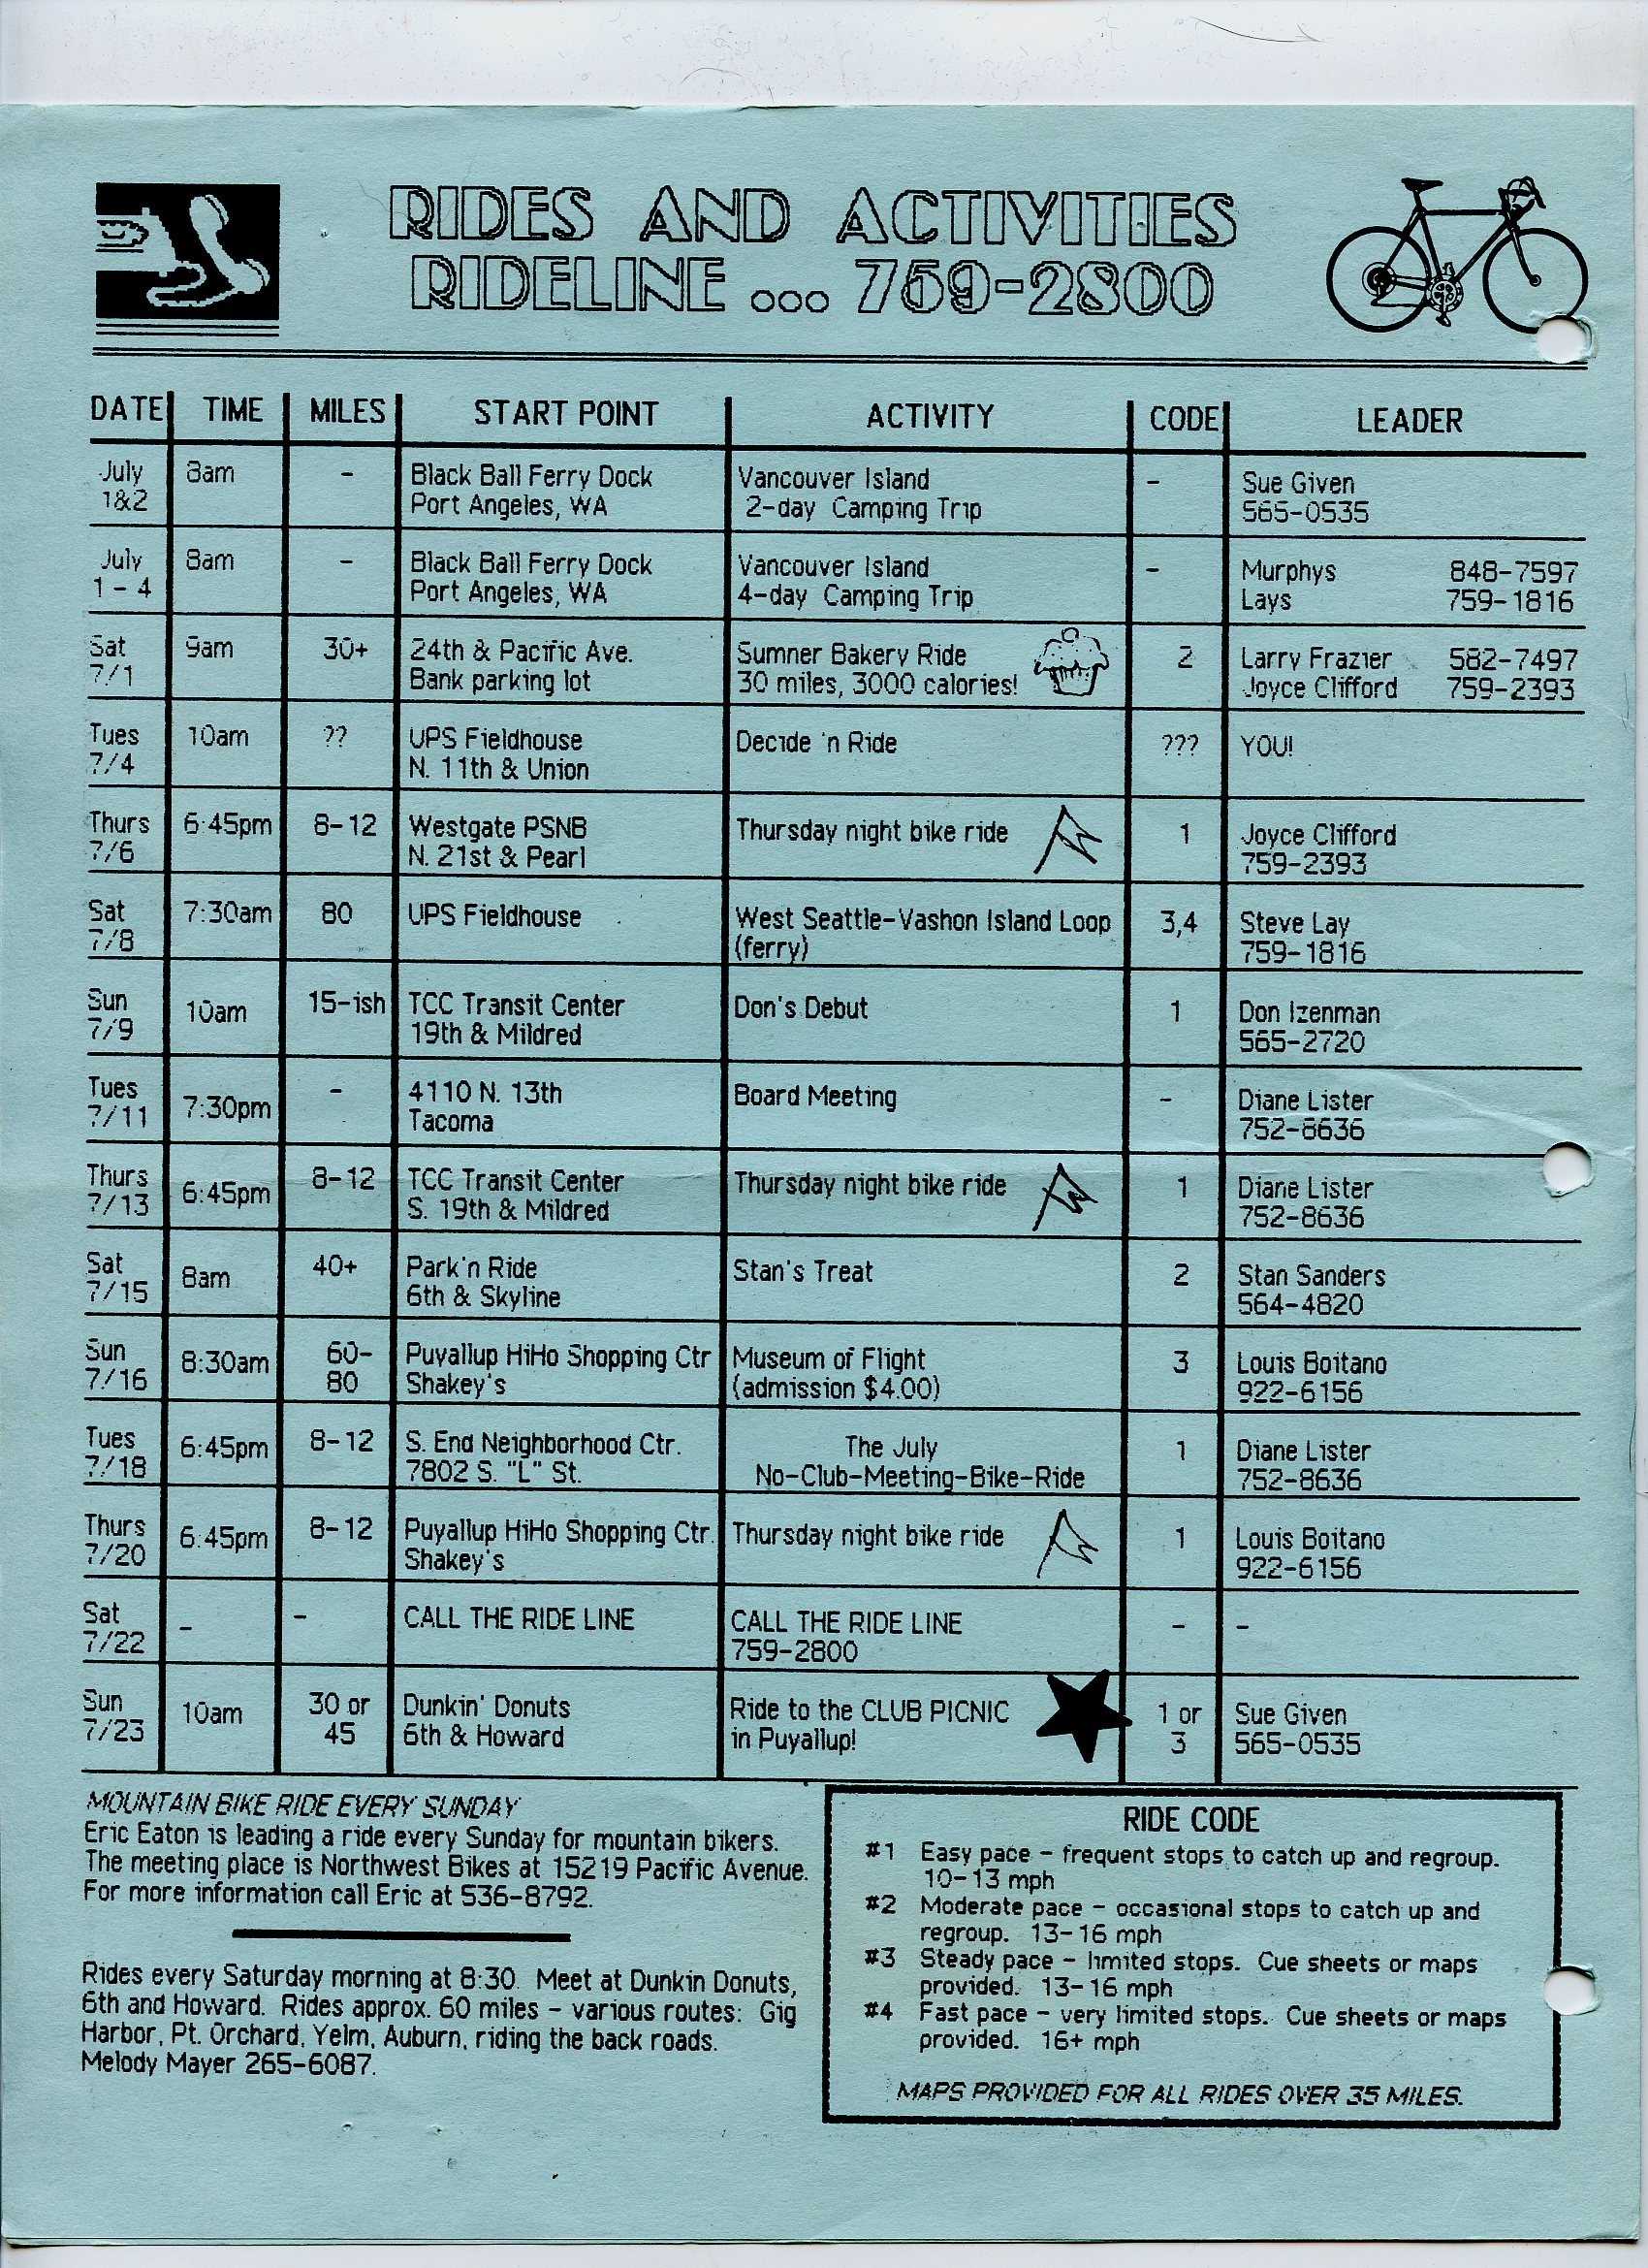 RIDES AND ACTIVITIES
RIDELINE ... 759-2800
DATE TIME MILES START POINT ACTIVITY CODE LEADER
July 8am - Black Ball Ferry Dock Vancouver Island - Sue Given
1&2 Port Angeles, WA 2-day Camping Trip 565-0535
July 8am - Black Ball Ferry Dock Vancouver Island - Murphys 848-7597
1 - 4 Port Angeles, WA 4-day Camping Trip Lays 759-1816
Sat 9am 30+ 24th & Pacific Ave. Sumner Bakery Ride 2 Larry Frazier 582-7497
7/1 Bank parking lot 30 miles, 3000 calories! Joyce Clifford 759-2393
Tues 10am ?? UPS Fieldhouse Decide 'n Ride ??? YOU!
7/4 N. 11th & Union
Thurs 6:45pm 8-12 Westgate PSNB Thursday night bike ride 1 Joyce Clifford
7/6 N. 21st & Pearl 759-2393
Sat 7:30am 80 UPS Fieldhouse West Seattle-Vashon Island Loop 3,4 Steve Lay
7/8 (ferry) 759-1816
Sun 10am 15-ish TCC Transit Center Don's Debut 1 Don Izenman
7/9 19th & Mildred 565-2720
Tues 7:30pm - 4110 N. 13th Board Meeting - Diane Lister
7/11 Tacoma 752-8636
Thurs 6:45pm 8-12 TCC Transit Center Thursday night bike ride 1 Diane Lister
7/13 S. 19th & Mildred 752-8636
Sat 8am 40+ Park'n Ride Stan's Treat 2 Stan Sanders
7/15 6th & Skyline 564-4820
Sun 8:30am 60- Puyallup HiHo Shopping Ctr Museum of Flight 3 Louis Boitano
7/16 80 Shakey's (admission $4.00) 922-6156
Tues 6:45pm 8-12 S. End Neighborhood Ctr. The July 1 Diane Lister
7/18 7802 S. "L" St. No-Club-Meeting-Bike-Ride 752-8636
Thurs 6:45pm 8-12 Puyallup HiHo Shopping Ctr. Thursday night bike ride 1 Louis Boitano
7/20 Shakey's 922-6156
Sat - - CALL THE RIDE LINE CALL THE RIDE LINE - -
7/22 759-2800
Sun 10am 30 or Dunkin' Donuts Ride to the CLUB PICNIC 1 or Sue Given
7/23 45 6th & Howard in Puyallup! 3 565-0535
MOUNTAIN BIKE RIDE EVERY SUNDAY
Eric Eaton is leading a ride every Sunday for mountain bikers.
The meeting place is Northwest Bikes at 15219 Pacific Avenue.
For more information call Eric at 536-8792.
Rides every Saturday morning at 8:30. Meet at Dunkin Donuts,
6th and Howard. Rides approx. 60 miles - various routes: Gig
Harbor, Pt. Orchard, Yelm, Auburn, riding the back roads.
Melody Mayer 265-6087.
RIDE CODE
#1 Easy pace - frequent stops to catch up and regroup.
10-13 mph
#2 Moderate pace - occasional stops to catch up and
regroup. 13-16 mph
#3 Steady pace - limited stops. Cue sheets or maps
provided. 13-16 mph
#4 Fast pace - very limited stops. Cue sheets or maps
provided. 16+ mph
MAPS PROVIDED FOR ALL RIDES OVER 35 MILES.